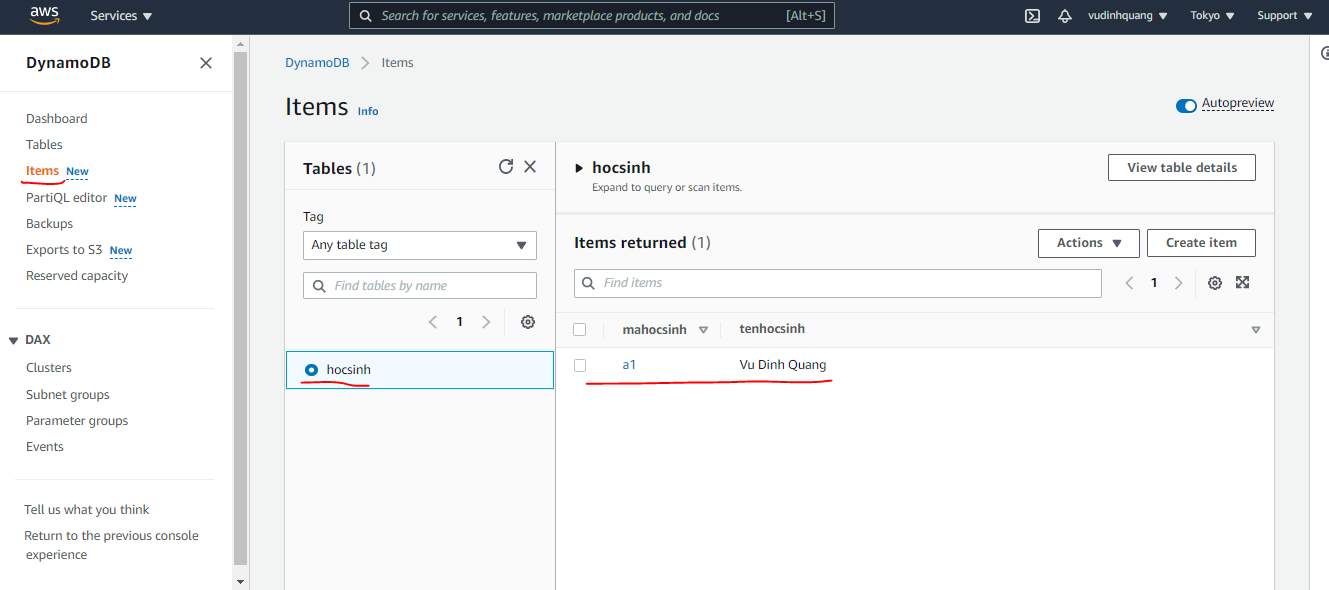 aws Services Search for services, features, marketplace products, and docs [Alt+S] vudinhquang Tokyo Support
DynamoDB
Dashboard
Tables
Items New
PartiQL editor New
Backups
Exports to S3 New
Reserved capacity
DAX
Clusters
Subnet groups
Parameter groups
Events
Tell us what you think
Return to the previous console
experience
DynamoDB Items
Items Info
Autopreview
Tables (1)
Tag
Any table tag
Find tables by name
1
hocsinh
hocsinh
Expand to query or scan items.
View table details
Items returned (1)
Actions Create item
Find items
1
mahocsinh tenhocsinh
a1 Vu Dinh Quang